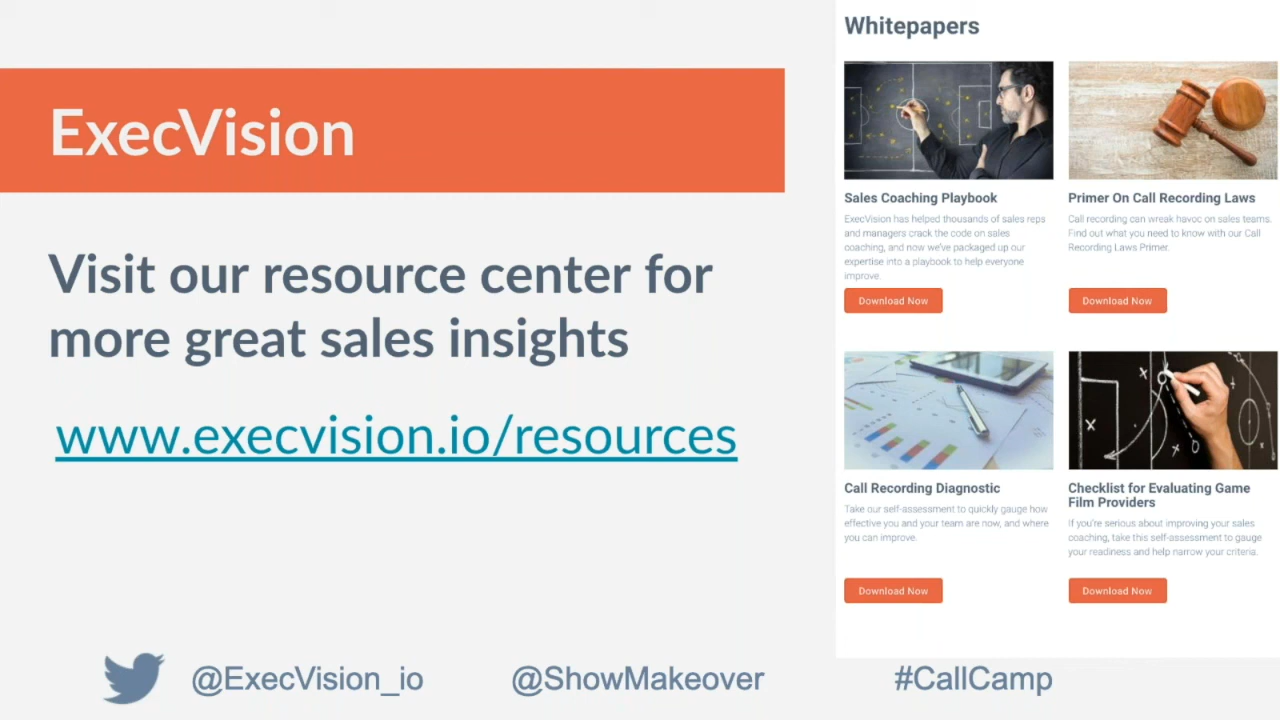 ExecVision
Visit our resource center for
more great sales insights
www.execvision.io/resources
Whitepapers
Sales Coaching Playbook
ExecVision has helped thousands of sales reps
and managers crack the code on sales
coaching, and now we've packaged up our
expertise into a playbook to help everyone
improve.
Download Now
Primer On Call Recording Laws
Call recording can wreak havoc on sales teams.
Find out what you need to know with our Call
Recording Laws Primer.
Download Now
Call Recording Diagnostic
Take our self-assessment to quickly gauge how
effective you and your team are now, and where
you can improve.
Download Now
Checklist for Evaluating Game
Film Providers
If you're serious about improving your sales
coaching, take this self-assessment to gauge
your readiness and help narrow your criteria.
Download Now
@ExecVision_io
@ShowMakeover
#CallCamp